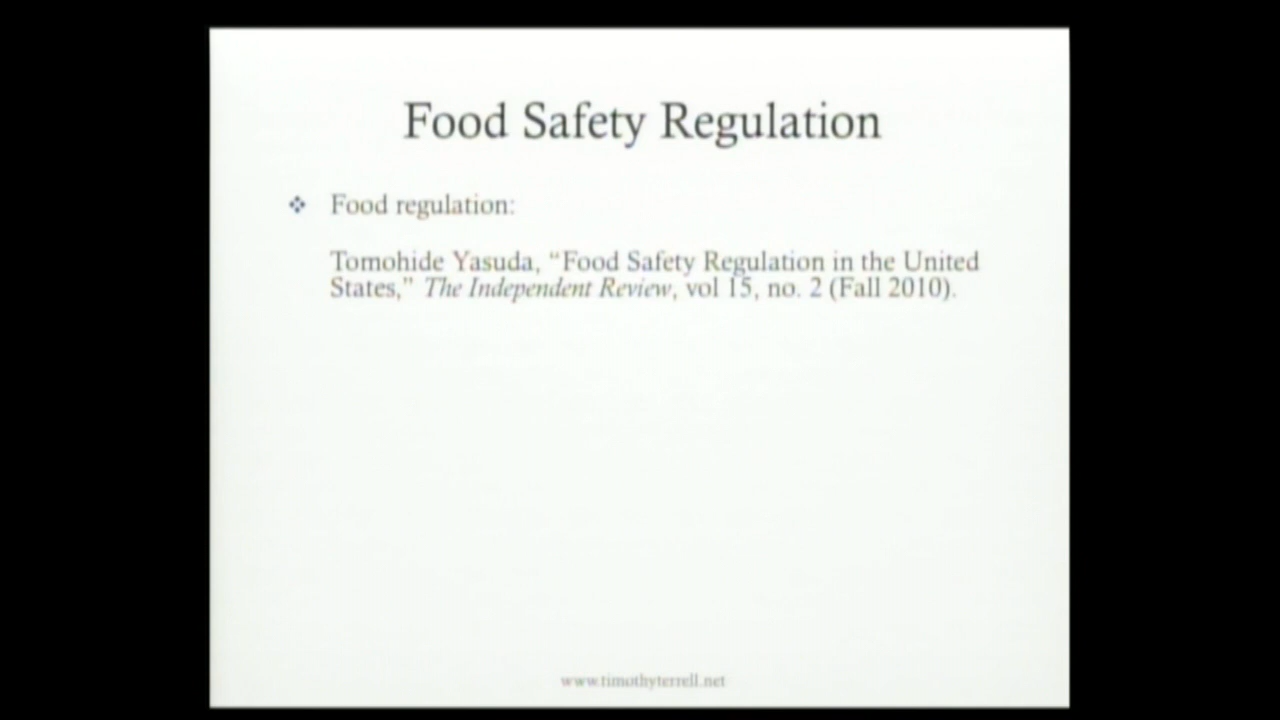 Food Safety Regulation
Food regulation:
Tomohide Yasuda, “Food Safety Regulation in the United
States,” The Independent Review, vol 15, no. 2 (Fall 2010).
www.timothyterrell.net